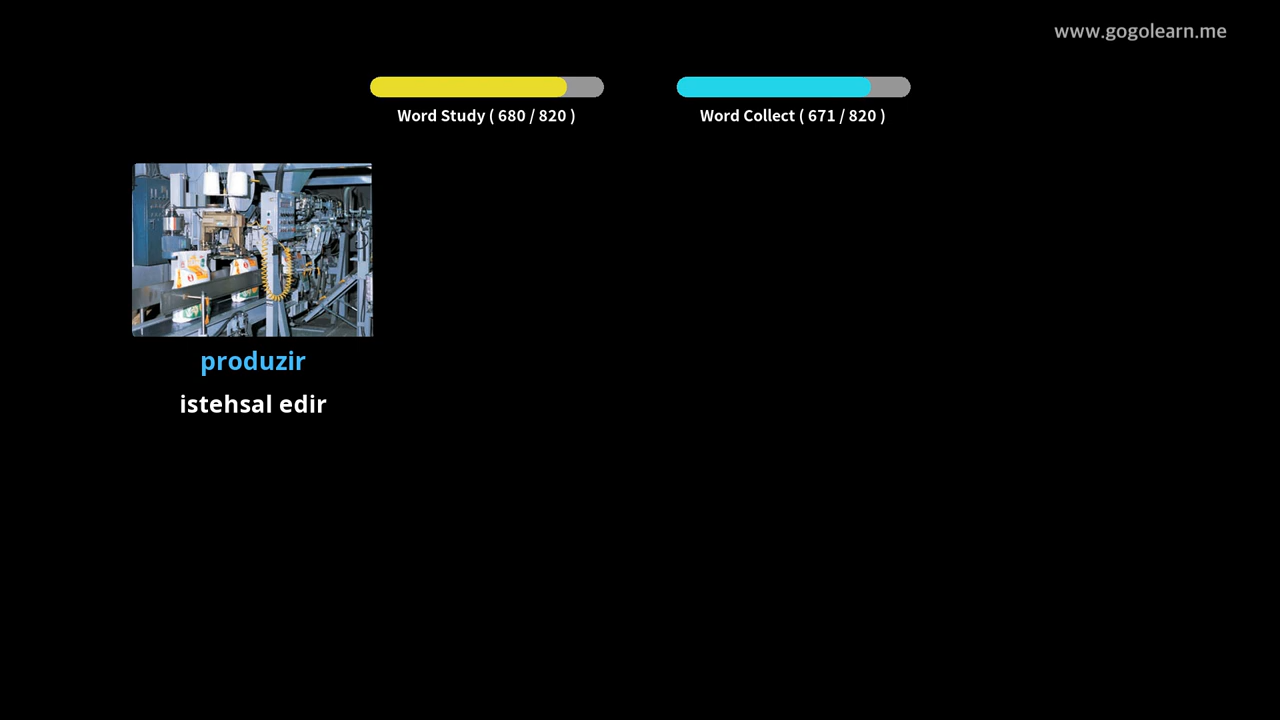 www.gogolearn.me
Word Study ( 680 / 820 )
Word Collect ( 671 / 820 )
produzir
istehsal edir